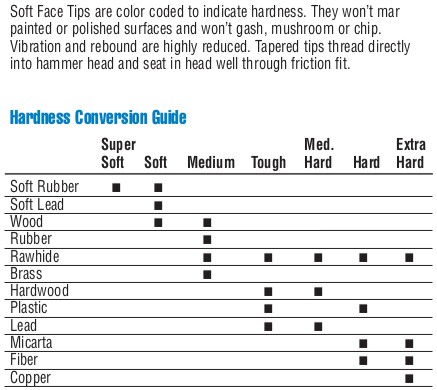 Soft Face Tips are color coded to indicate hardness. They won't mar
painted or polished surfaces and won't gash, mushroom or chip.
Vibration and rebound are highly reduced. Tapered tips thread directly
into hammer head and seat in head well through friction fit.
Hardness Conversion Guide
Super Med. Extra
Soft Soft Medium Tough Hard Hard Hard
Soft Rubber ■ ■
Soft Lead ■
Wood ■ ■
Rubber ■
Rawhide ■ ■ ■ ■ ■
Brass ■
Hardwood ■ ■
Plastic ■ ■
Lead ■ ■
Micarta ■ ■
Fiber ■ ■
Copper ■